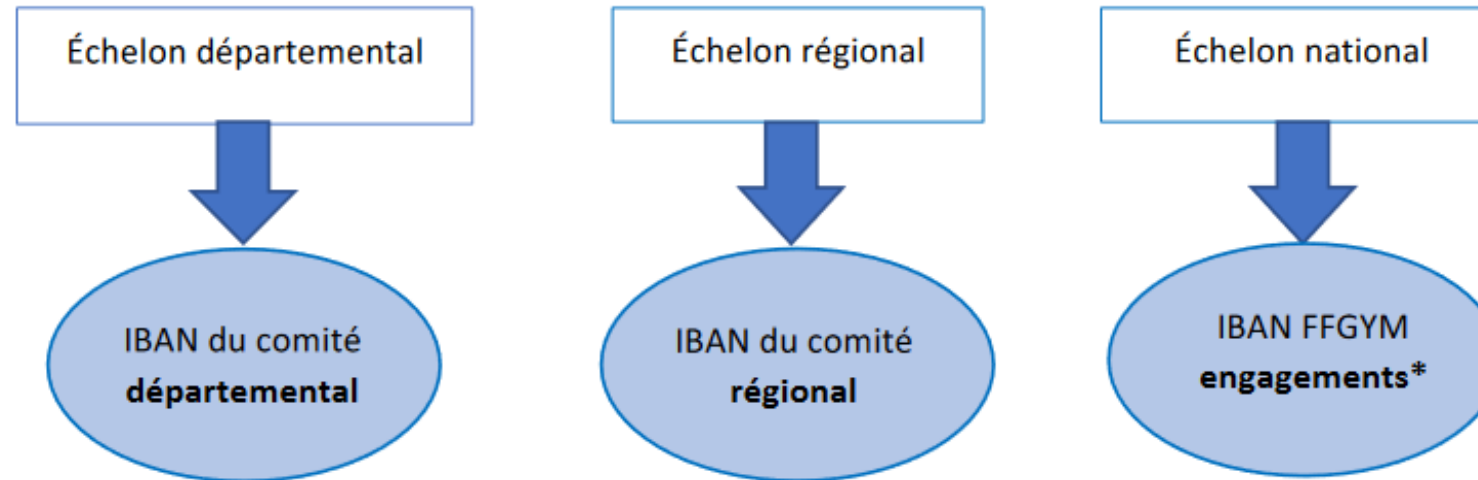 Échelon départemental
Échelon régional
Échelon national
IBAN du comité
départemental
IBAN du comité
régional
IBAN FFGYM
engagements*